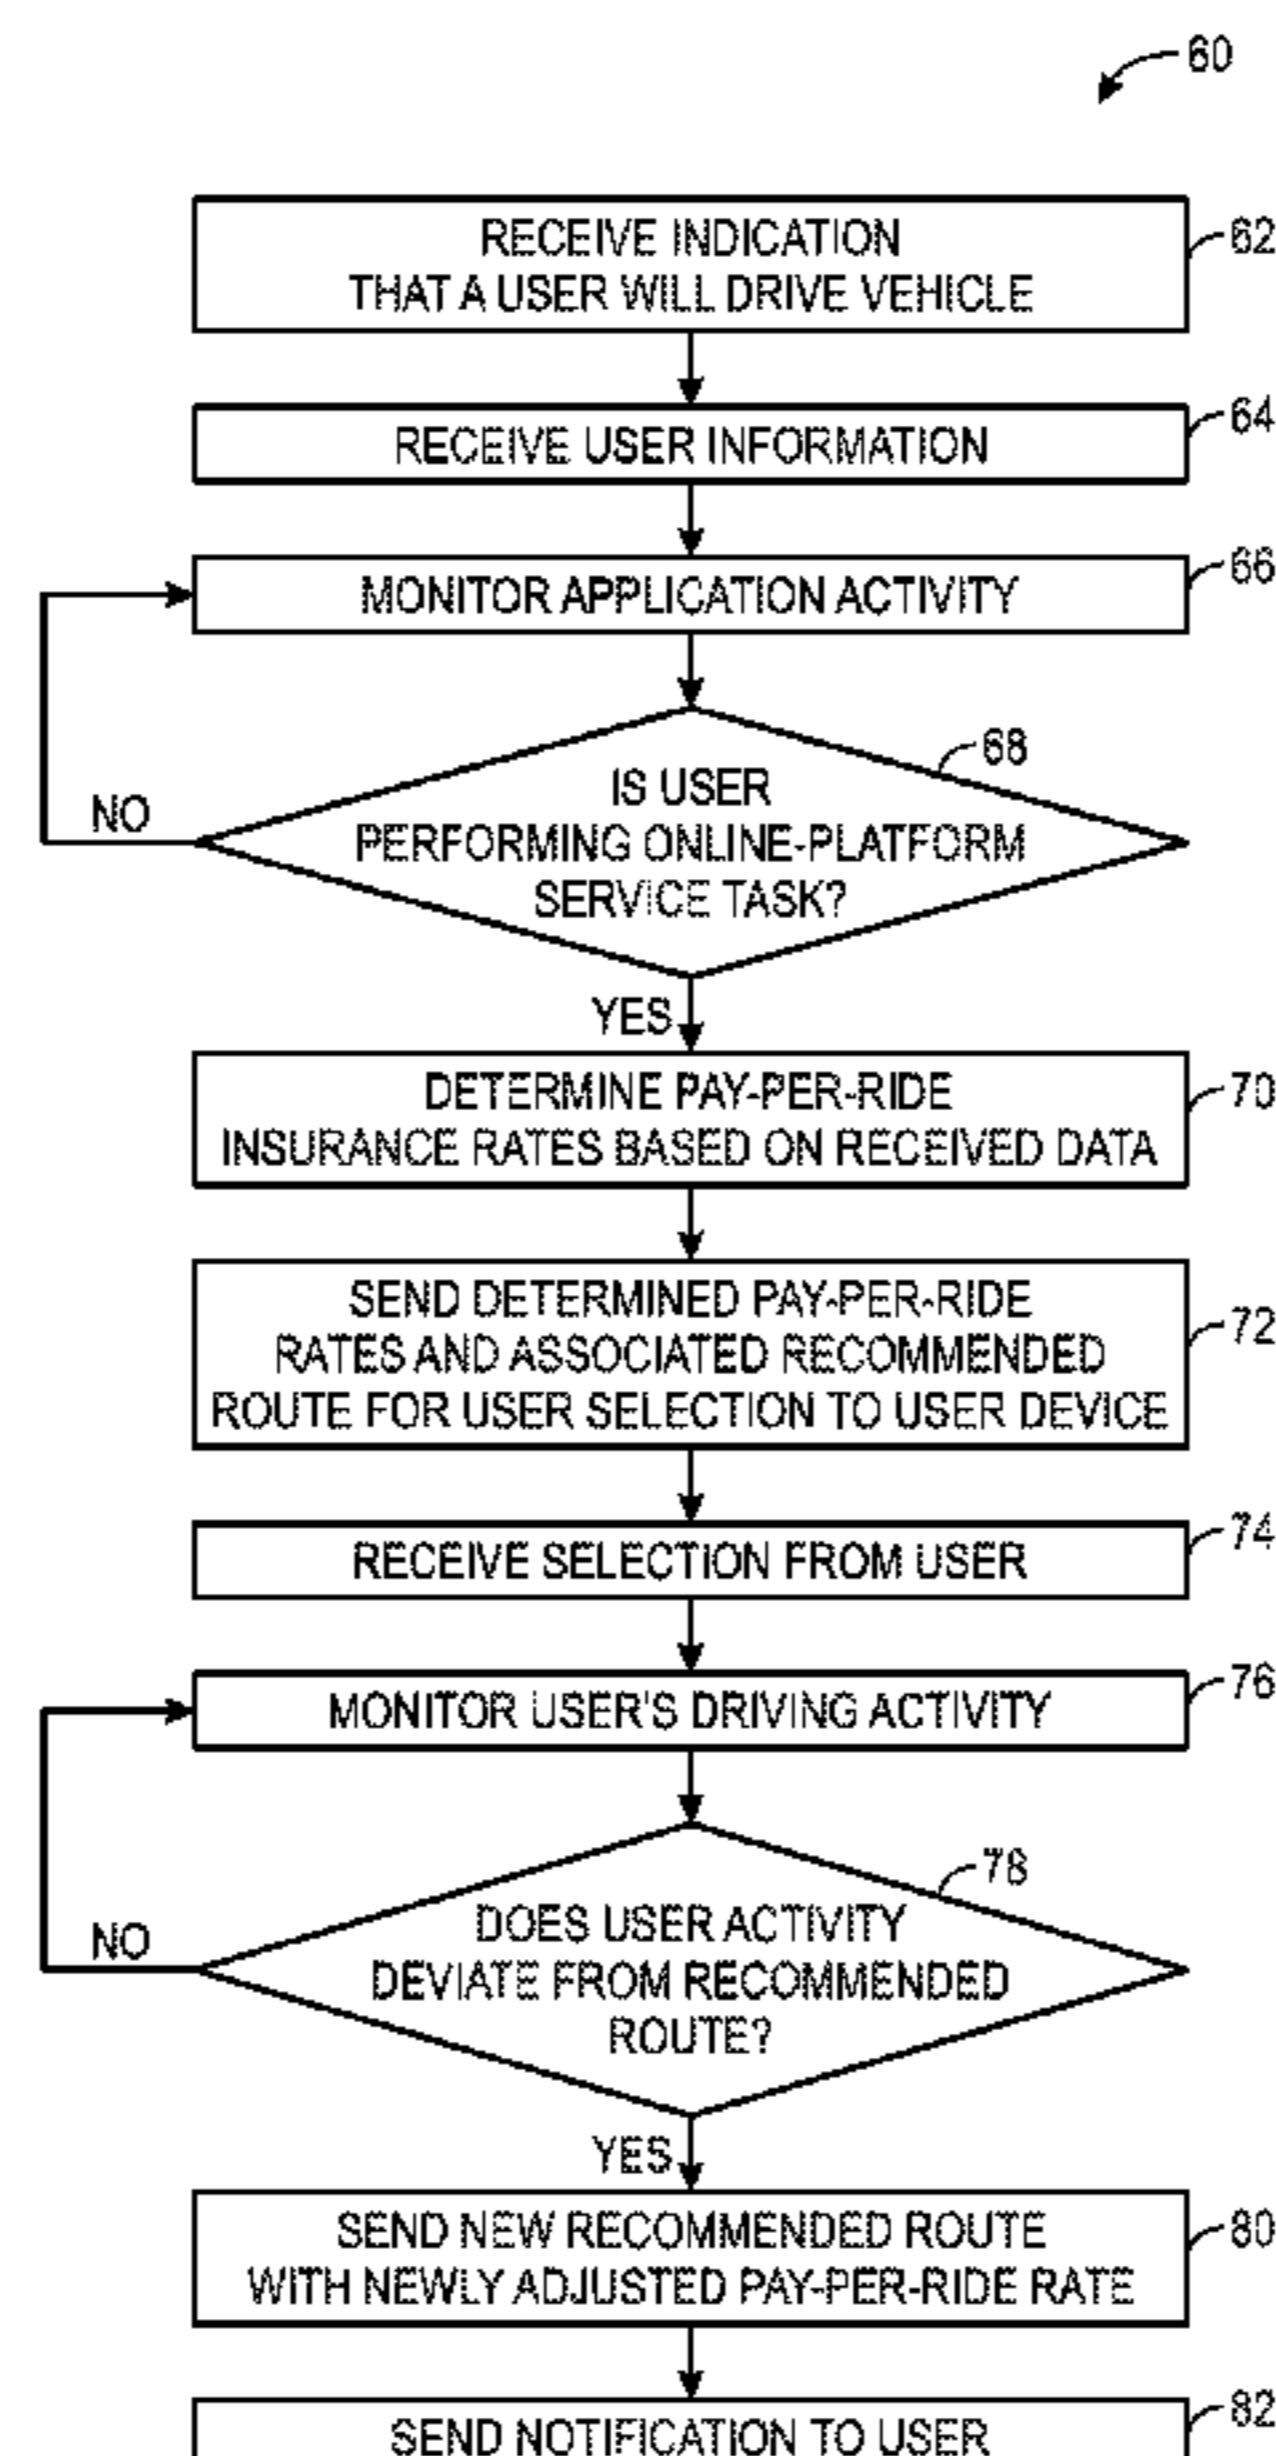 60
RECEIVE INDICATION
THAT A USER WILL DRIVE VEHICLE
62
RECEIVE USER INFORMATION
64
MONITOR APPLICATION ACTIVITY
66
IS USER
PERFORMING ONLINE-PLATFORM
SERVICE TASK?
68
NO
YES
DETERMINE PAY-PER-RIDE
INSURANCE RATES BASED ON RECEIVED DATA
70
SEND DETERMINED PAY-PER-RIDE
RATES AND ASSOCIATED RECOMMENDED
ROUTE FOR USER SELECTION TO USER DEVICE
72
RECEIVE SELECTION FROM USER
74
MONITOR USER'S DRIVING ACTIVITY
76
DOES USER ACTIVITY
DEVIATE FROM RECOMMENDED
ROUTE?
78
NO
YES
SEND NEW RECOMMENDED ROUTE
WITH NEWLY ADJUSTED PAY-PER-RIDE RATE
80
SEND NOTIFICATION TO USER
82